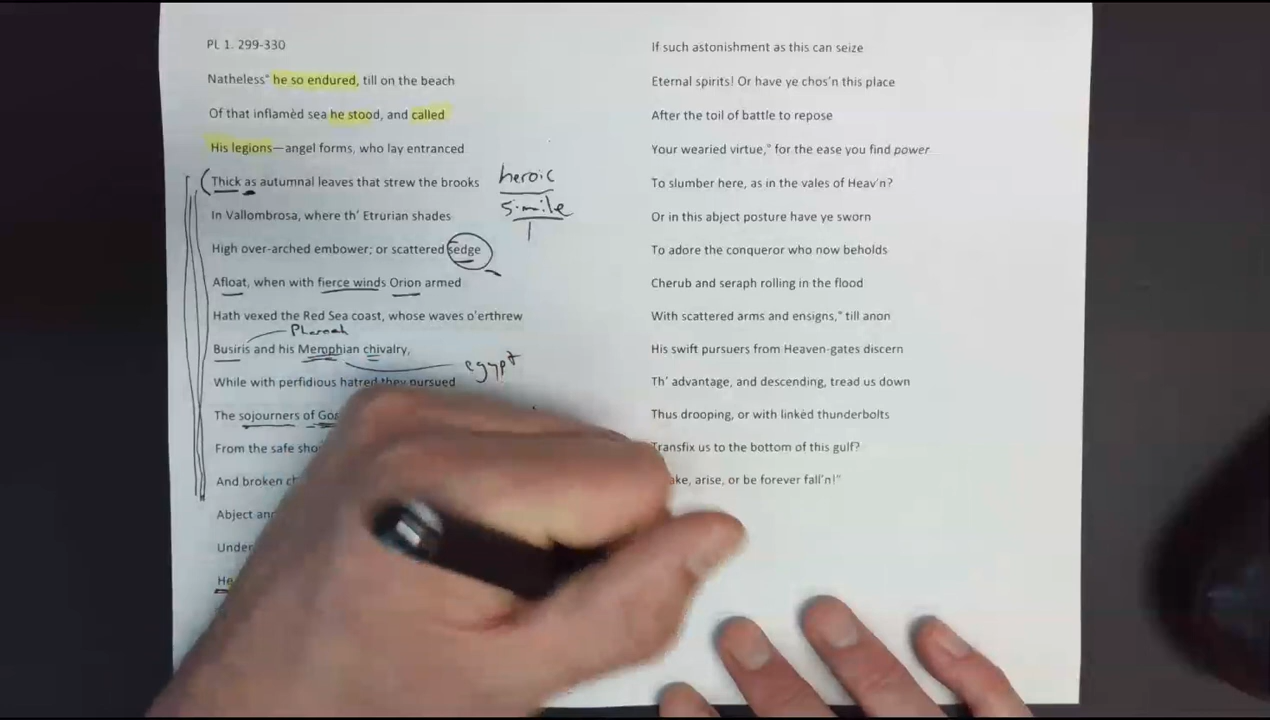 PL 1. 299-330
Natheless° he so endured, till on the beach
Of that inflamèd sea he stood, and called
His legions—angel forms, who lay entranced
Thick as autumnal leaves that strew the brooks
heroic
simile
In Vallombrosa, where th' Etrurian shades
High over-arched embower; or scattered sedge
Afloat, when with fierce winds Orion armed
Hath vexed the Red Sea coast, whose waves o'erthrew
Pharoah
Busiris and his Memphian chivalry,
egypt
While with perfidious hatred they pursued
The sojourners of
From the safe
And broken
Abject
Under
He
If such astonishment as this can seize
Eternal spirits! Or have ye chos'n this place
After the toil of battle to repose
Your wearied virtue,° for the ease you find power
To slumber here, as in the vales of Heav'n?
Or in this abject posture have ye sworn
To adore the conqueror who now beholds
Cherub and seraph rolling in the flood
With scattered arms and ensigns,° till anon
His swift pursuers from Heaven-gates discern
Th' advantage, and descending, tread us down
Thus drooping, or with linkèd thunderbolts
Transfix us to the bottom of this gulf?
arise, or be forever fall'n!"